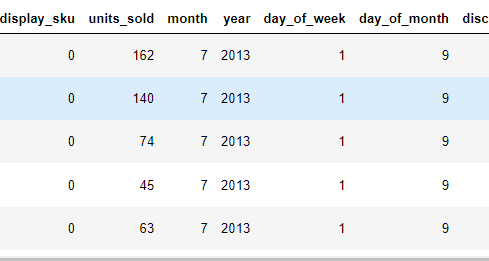 display_sku units_sold month year day_of_week day_of_month disc
0 162 7 2013 1 9
0 140 7 2013 1 9
0 74 7 2013 1 9
0 45 7 2013 1 9
0 63 7 2013 1 9